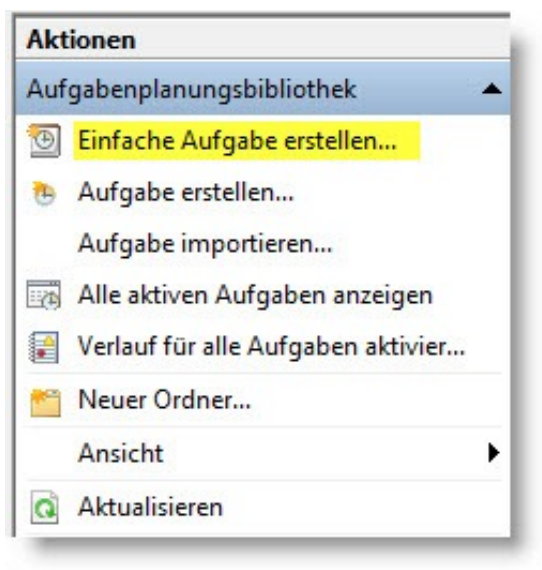 Aktionen
Aufgabenplanungsbibliothek
Einfache Aufgabe erstellen...
Aufgabe erstellen...
Aufgabe importieren...
Alle aktiven Aufgaben anzeigen
Verlauf für alle Aufgaben aktivier...
Neuer Ordner...
Ansicht
Aktualisieren